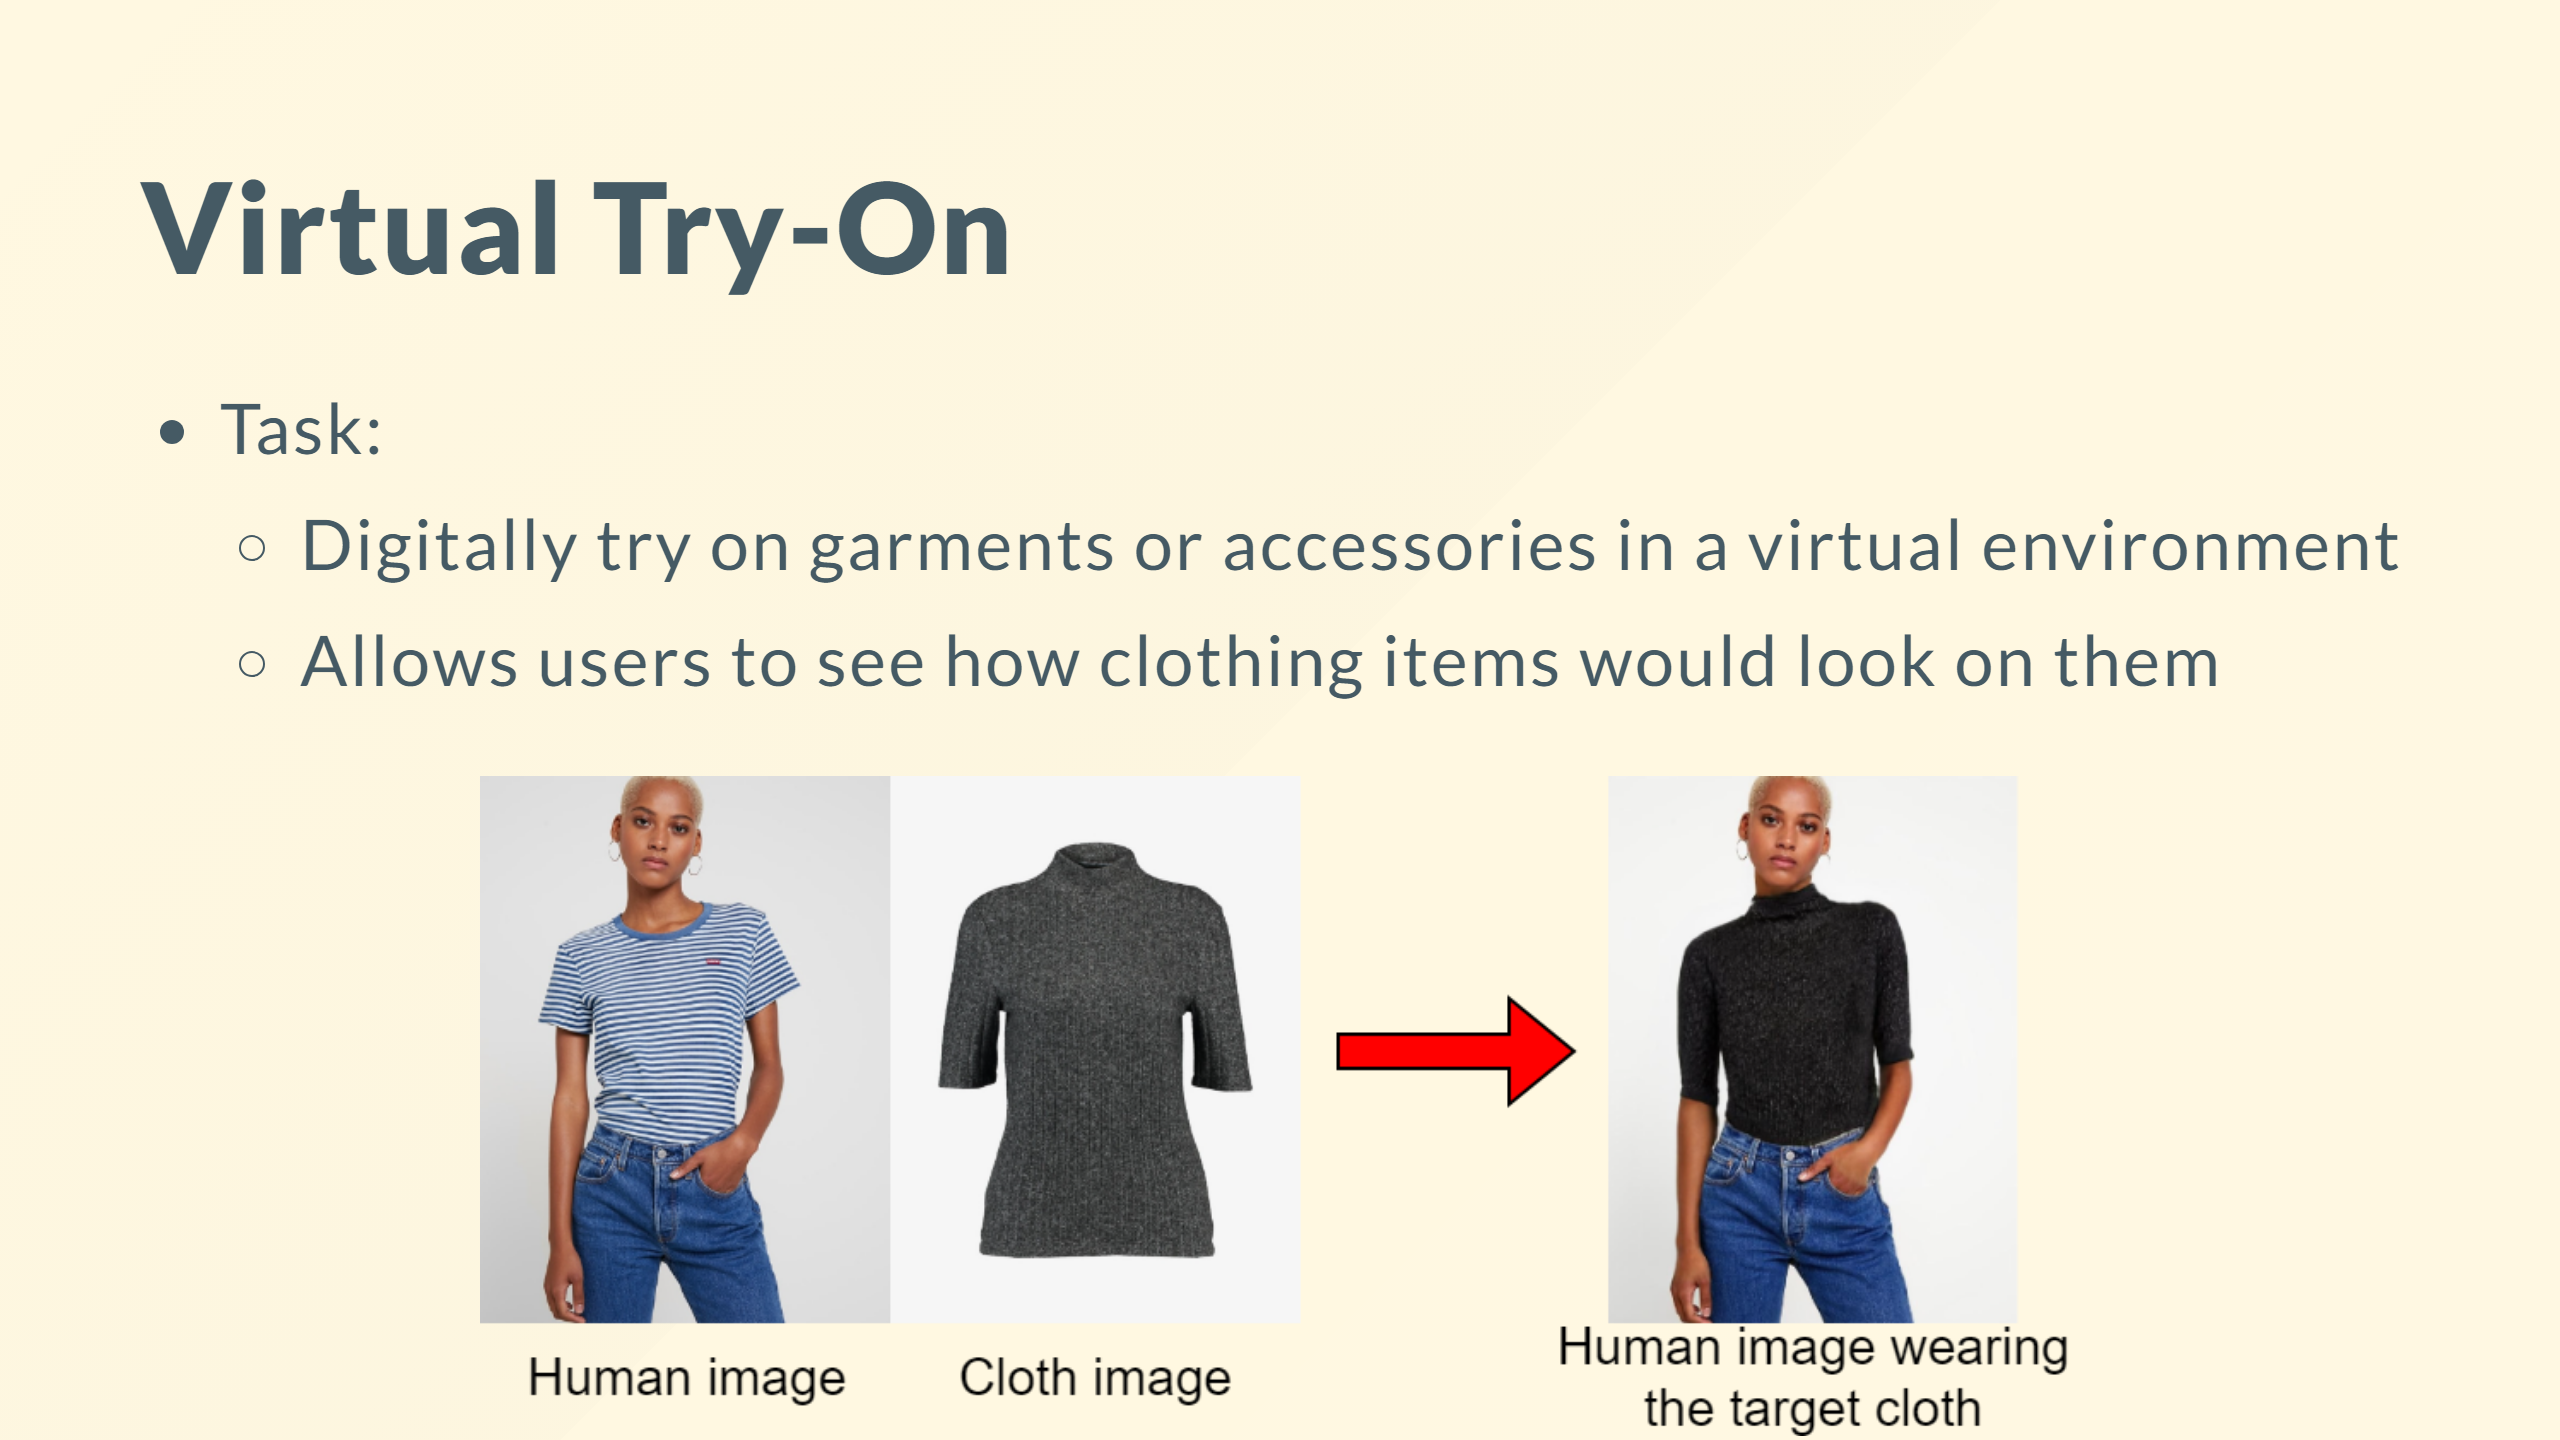 Virtual Try-On
Task:
Digitally try on garments or accessories in a virtual environment
Allows users to see how clothing items would look on them
Human image
Cloth image
Human image wearing
the target cloth